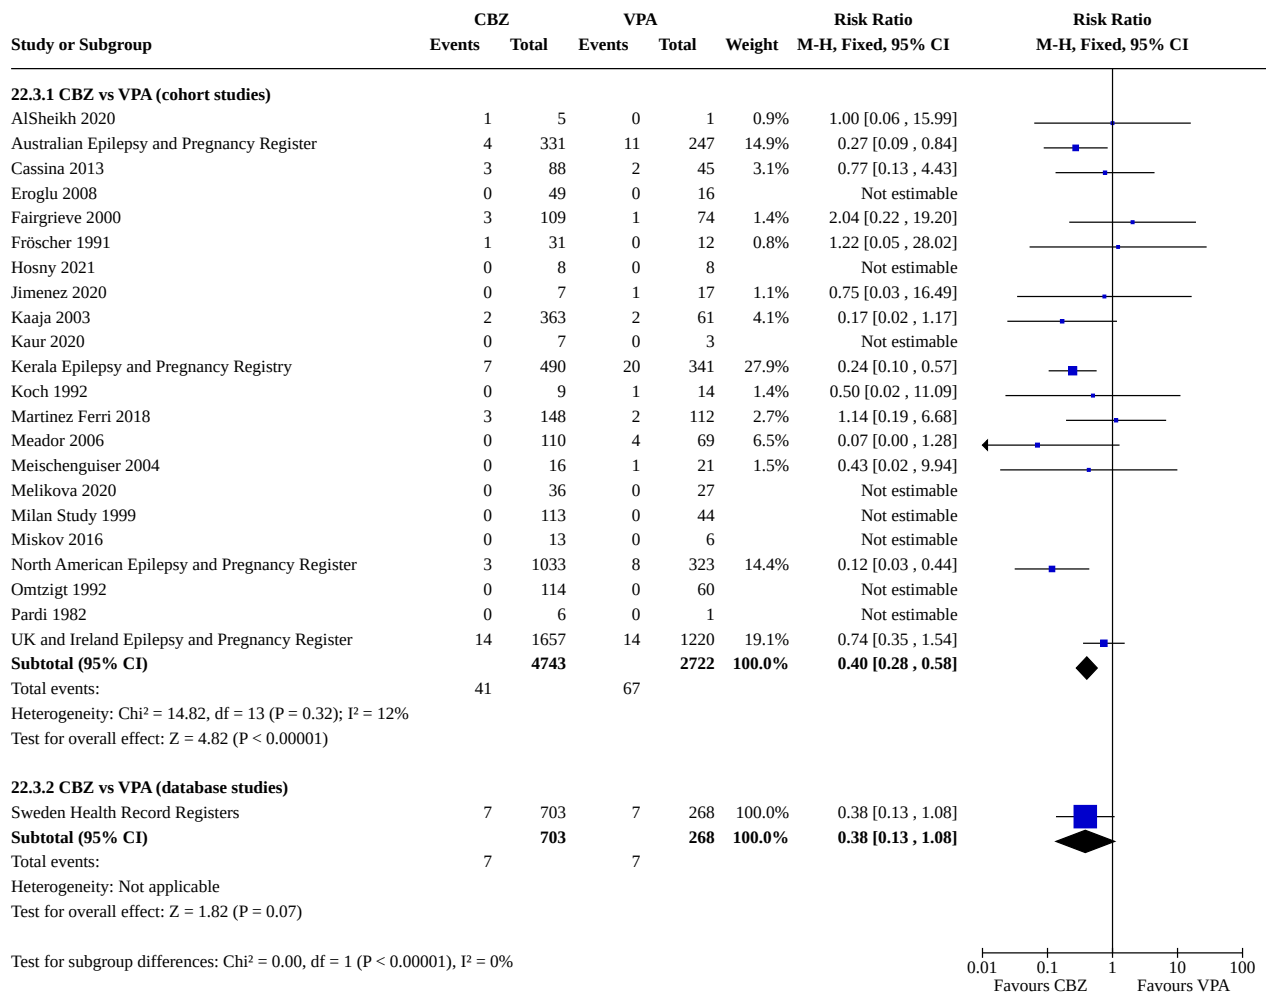 CBZ VPA Risk Ratio Risk Ratio
Study or Subgroup Events Total Events Total Weight M-H, Fixed, 95% CI M-H, Fixed, 95% CI
22.3.1 CBZ vs VPA (cohort studies)
AlSheikh 2020 1 5 0 1 0.9% 1.00 [0.06 , 15.99]
Australian Epilepsy and Pregnancy Register 4 331 11 247 14.9% 0.27 [0.09 , 0.84]
Cassina 2013 3 88 2 45 3.1% 0.77 [0.13 , 4.43]
Eroglu 2008 0 49 0 16 Not estimable
Fairgrieve 2000 3 109 1 74 1.4% 2.04 [0.22 , 19.20]
Fröscher 1991 1 31 0 12 0.8% 1.22 [0.05 , 28.02]
Hosny 2021 0 8 0 8 Not estimable
Jimenez 2020 0 7 1 17 1.1% 0.75 [0.03 , 16.49]
Kaaja 2003 2 363 2 61 4.1% 0.17 [0.02 , 1.17]
Kaur 2020 0 7 0 3 Not estimable
Kerala Epilepsy and Pregnancy Registry 7 490 20 341 27.9% 0.24 [0.10 , 0.57]
Koch 1992 0 9 1 14 1.4% 0.50 [0.02 , 11.09]
Martinez Ferri 2018 3 148 2 112 2.7% 1.14 [0.19 , 6.68]
Meador 2006 0 110 4 69 6.5% 0.07 [0.00 , 1.28]
Meischenguiser 2004 0 16 1 21 1.5% 0.43 [0.02 , 9.94]
Melikova 2020 0 36 0 27 Not estimable
Milan Study 1999 0 113 0 44 Not estimable
Miskov 2016 0 13 0 6 Not estimable
North American Epilepsy and Pregnancy Register 3 1033 8 323 14.4% 0.12 [0.03 , 0.44]
Omtzigt 1992 0 114 0 60 Not estimable
Pardi 1982 0 6 0 1 Not estimable
UK and Ireland Epilepsy and Pregnancy Register 14 1657 14 1220 19.1% 0.74 [0.35 , 1.54]
Subtotal (95% CI) 4743 2722 100.0% 0.40 [0.28 , 0.58]
Total events: 41 67
Heterogeneity: Chi² = 14.82, df = 13 (P = 0.32); I² = 12%
Test for overall effect: Z = 4.82 (P < 0.00001)
22.3.2 CBZ vs VPA (database studies)
Sweden Health Record Registers 7 703 7 268 100.0% 0.38 [0.13 , 1.08]
Subtotal (95% CI) 703 268 100.0% 0.38 [0.13 , 1.08]
Total events: 7 7
Heterogeneity: Not applicable
Test for overall effect: Z = 1.82 (P = 0.07)
Test for subgroup differences: Chi² = 0.00, df = 1 (P < 0.00001), I² = 0%
0.01 0.1 1 10 100
Favours CBZ Favours VPA